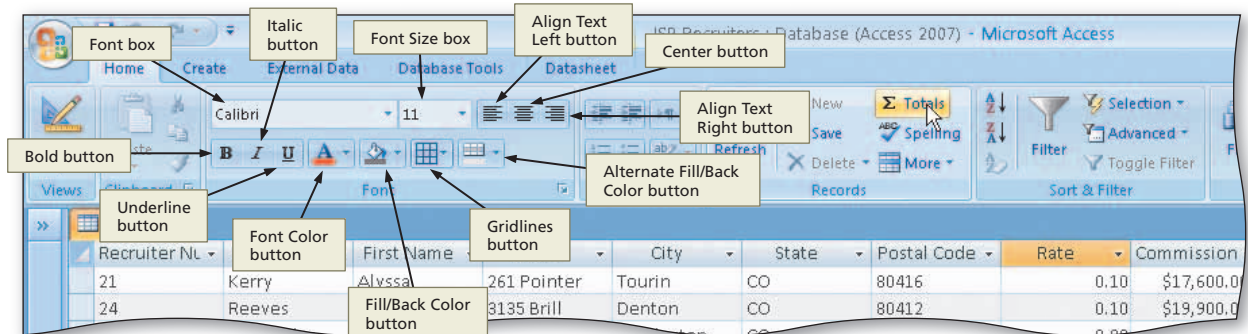 Font box
Italic button
Font Size box
Align Text Left button
Center button
Database (Access 2007) - Microsoft Access
Home Create External Data Database Tools Datasheet
Calibri 11
Align Text Right button
New Σ Totals Selection
Save ABC Spelling Filter Advanced
Bold button
B I U A
Refresh Delete More Toggle Filter
Alternate Fill/Back Color button
Views Clipboard Font Records Sort & Filter
Underline button
Font Color button
Gridlines button
Fill/Back Color button
Recruiter Nu First Name City State Postal Code Rate Commission
21 Kerry Alyssa 261 Pointer Tourin CO 80416 0.10 $17,600.0
24 Reeves 3135 Brill Denton CO 80412 0.10 $19,900.0